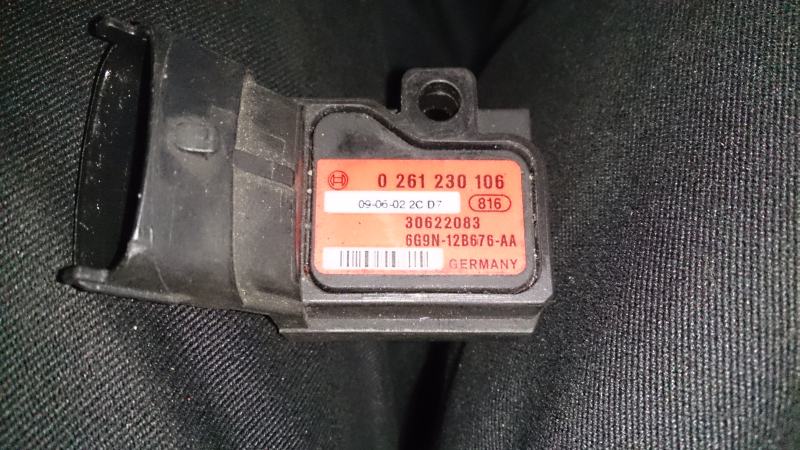 0 261 230 106
09-06-02 2C D7
816
30622083
6G9N-12B676-AA
GERMANY